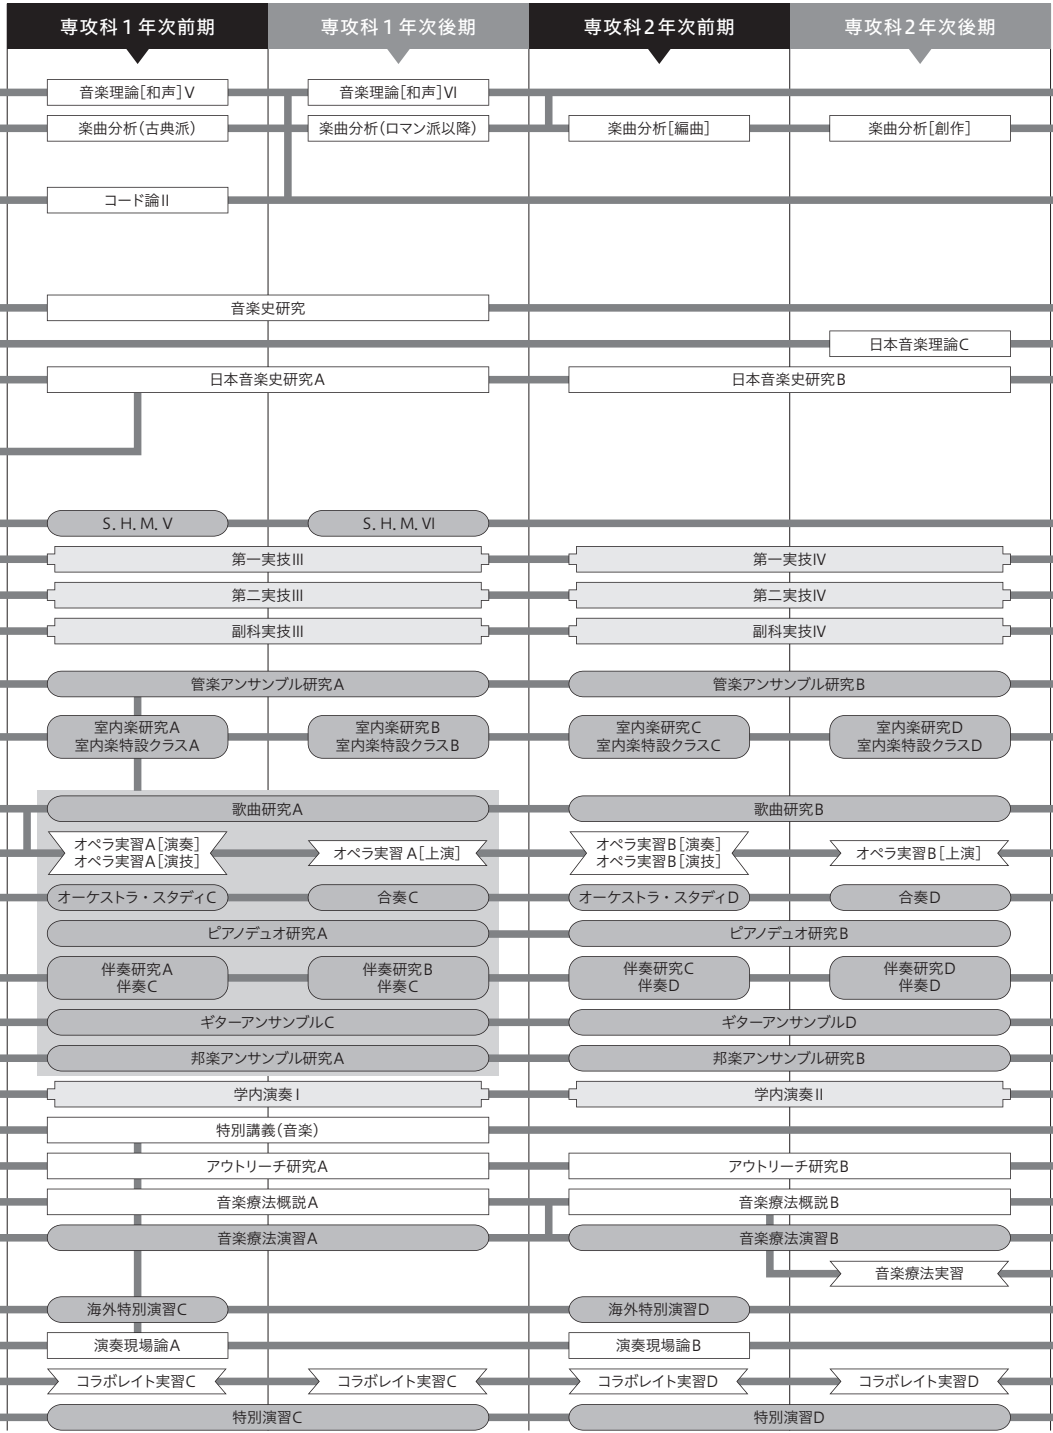 専攻科１年次前期
専攻科１年次後期
専攻科2年次前期
専攻科2年次後期
音楽理論[和声]Ⅴ
音楽理論[和声]Ⅵ
楽曲分析(古典派)
楽曲分析(ロマン派以降)
楽曲分析[編曲]
楽曲分析[創作]
コード論II
音楽史研究
日本音楽理論C
日本音楽史研究A
日本音楽史研究B
S. H. M. V
S. H. M. VI
第一実技III
第一実技IV
第二実技III
第二実技IV
副科実技III
副科実技IV
管楽アンサンブル研究A
管楽アンサンブル研究B
室内楽研究A
室内楽特設クラスA
室内楽研究B
室内楽特設クラスB
室内楽研究C
室内楽特設クラスC
室内楽研究D
室内楽特設クラスD
歌曲研究A
歌曲研究B
オペラ実習A[演奏]
オペラ実習A[演技]
オペラ実習A[上演]
オペラ実習B[演奏]
オペラ実習B[演技]
オペラ実習B[上演]
オーケストラ・スタディC
合奏C
オーケストラ・スタディD
合奏D
ピアノデュオ研究A
ピアノデュオ研究B
伴奏研究A
伴奏C
伴奏研究B
伴奏C
伴奏研究C
伴奏D
伴奏研究D
伴奏D
ギターアンサンブルC
ギターアンサンブルD
邦楽アンサンブル研究A
邦楽アンサンブル研究B
学内演奏I
学内演奏II
特別講義(音楽)
アウトリーチ研究A
アウトリーチ研究B
音楽療法概説A
音楽療法概説B
音楽療法演習A
音楽療法演習B
音楽療法実習
海外特別演習C
海外特別演習D
演奏現場論A
演奏現場論B
コラボレイト実習C
コラボレイト実習C
コラボレイト実習D
コラボレイト実習D
特別演習C
特別演習D